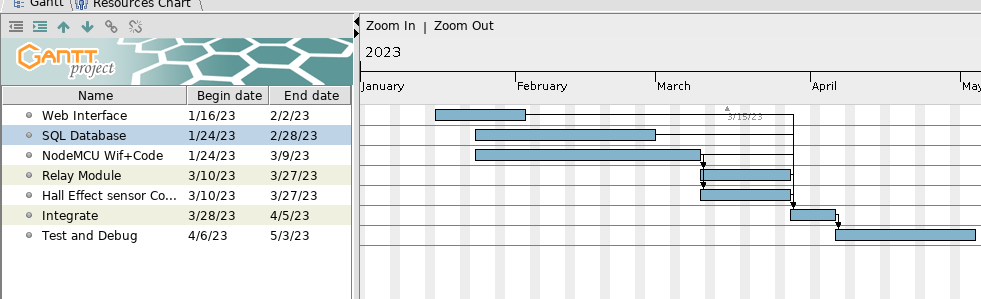 Gantt Resources Chart
Zoom In | Zoom Out
GANTT project
2023
January February March April May
Name Begin date End date
Web Interface 1/16/23 2/2/23
3/15/23
SQL Database 1/24/23 2/28/23
NodeMCU Wif+Code 1/24/23 3/9/23
Relay Module 3/10/23 3/27/23
Hall Effect sensor Co... 3/10/23 3/27/23
Integrate 3/28/23 4/5/23
Test and Debug 4/6/23 5/3/23